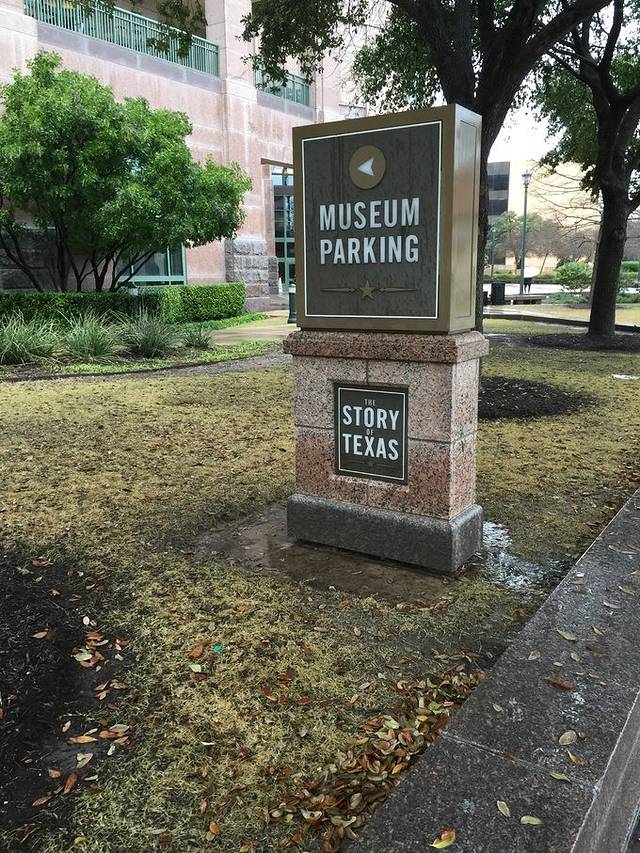 MUSEUM
PARKING
THE
STORY
OF
TEXAS